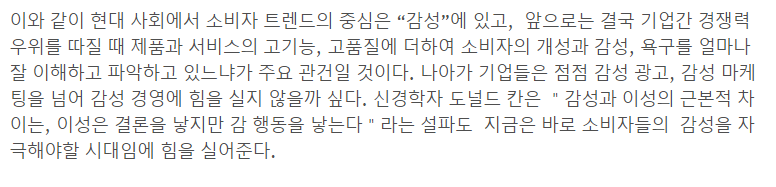 이와 같이 현대 사회에서 소비자 트렌드의 중심은 “감성”에 있고,  앞으로는 결국 기업간 경쟁력
우위를 따질 때 제품과 서비스의 고기능, 고품질에 더하여 소비자의 개성과 감성, 욕구를 얼마나
잘 이해하고 파악하고 있느냐가 주요 관건일 것이다. 나아가 기업들은 점점 감성 광고, 감성 마케
팅을 넘어 감성 경영에 힘을 실지 않을까 싶다. 신경학자 도널드 칸은  " 감성과 이성의 근본적 차
이는, 이성은 결론을 낳지만 감 행동을 낳는다 " 라는 설파도  지금은 바로 소비자들의  감성을 자
극해야할 시대임에 힘을 실어준다.